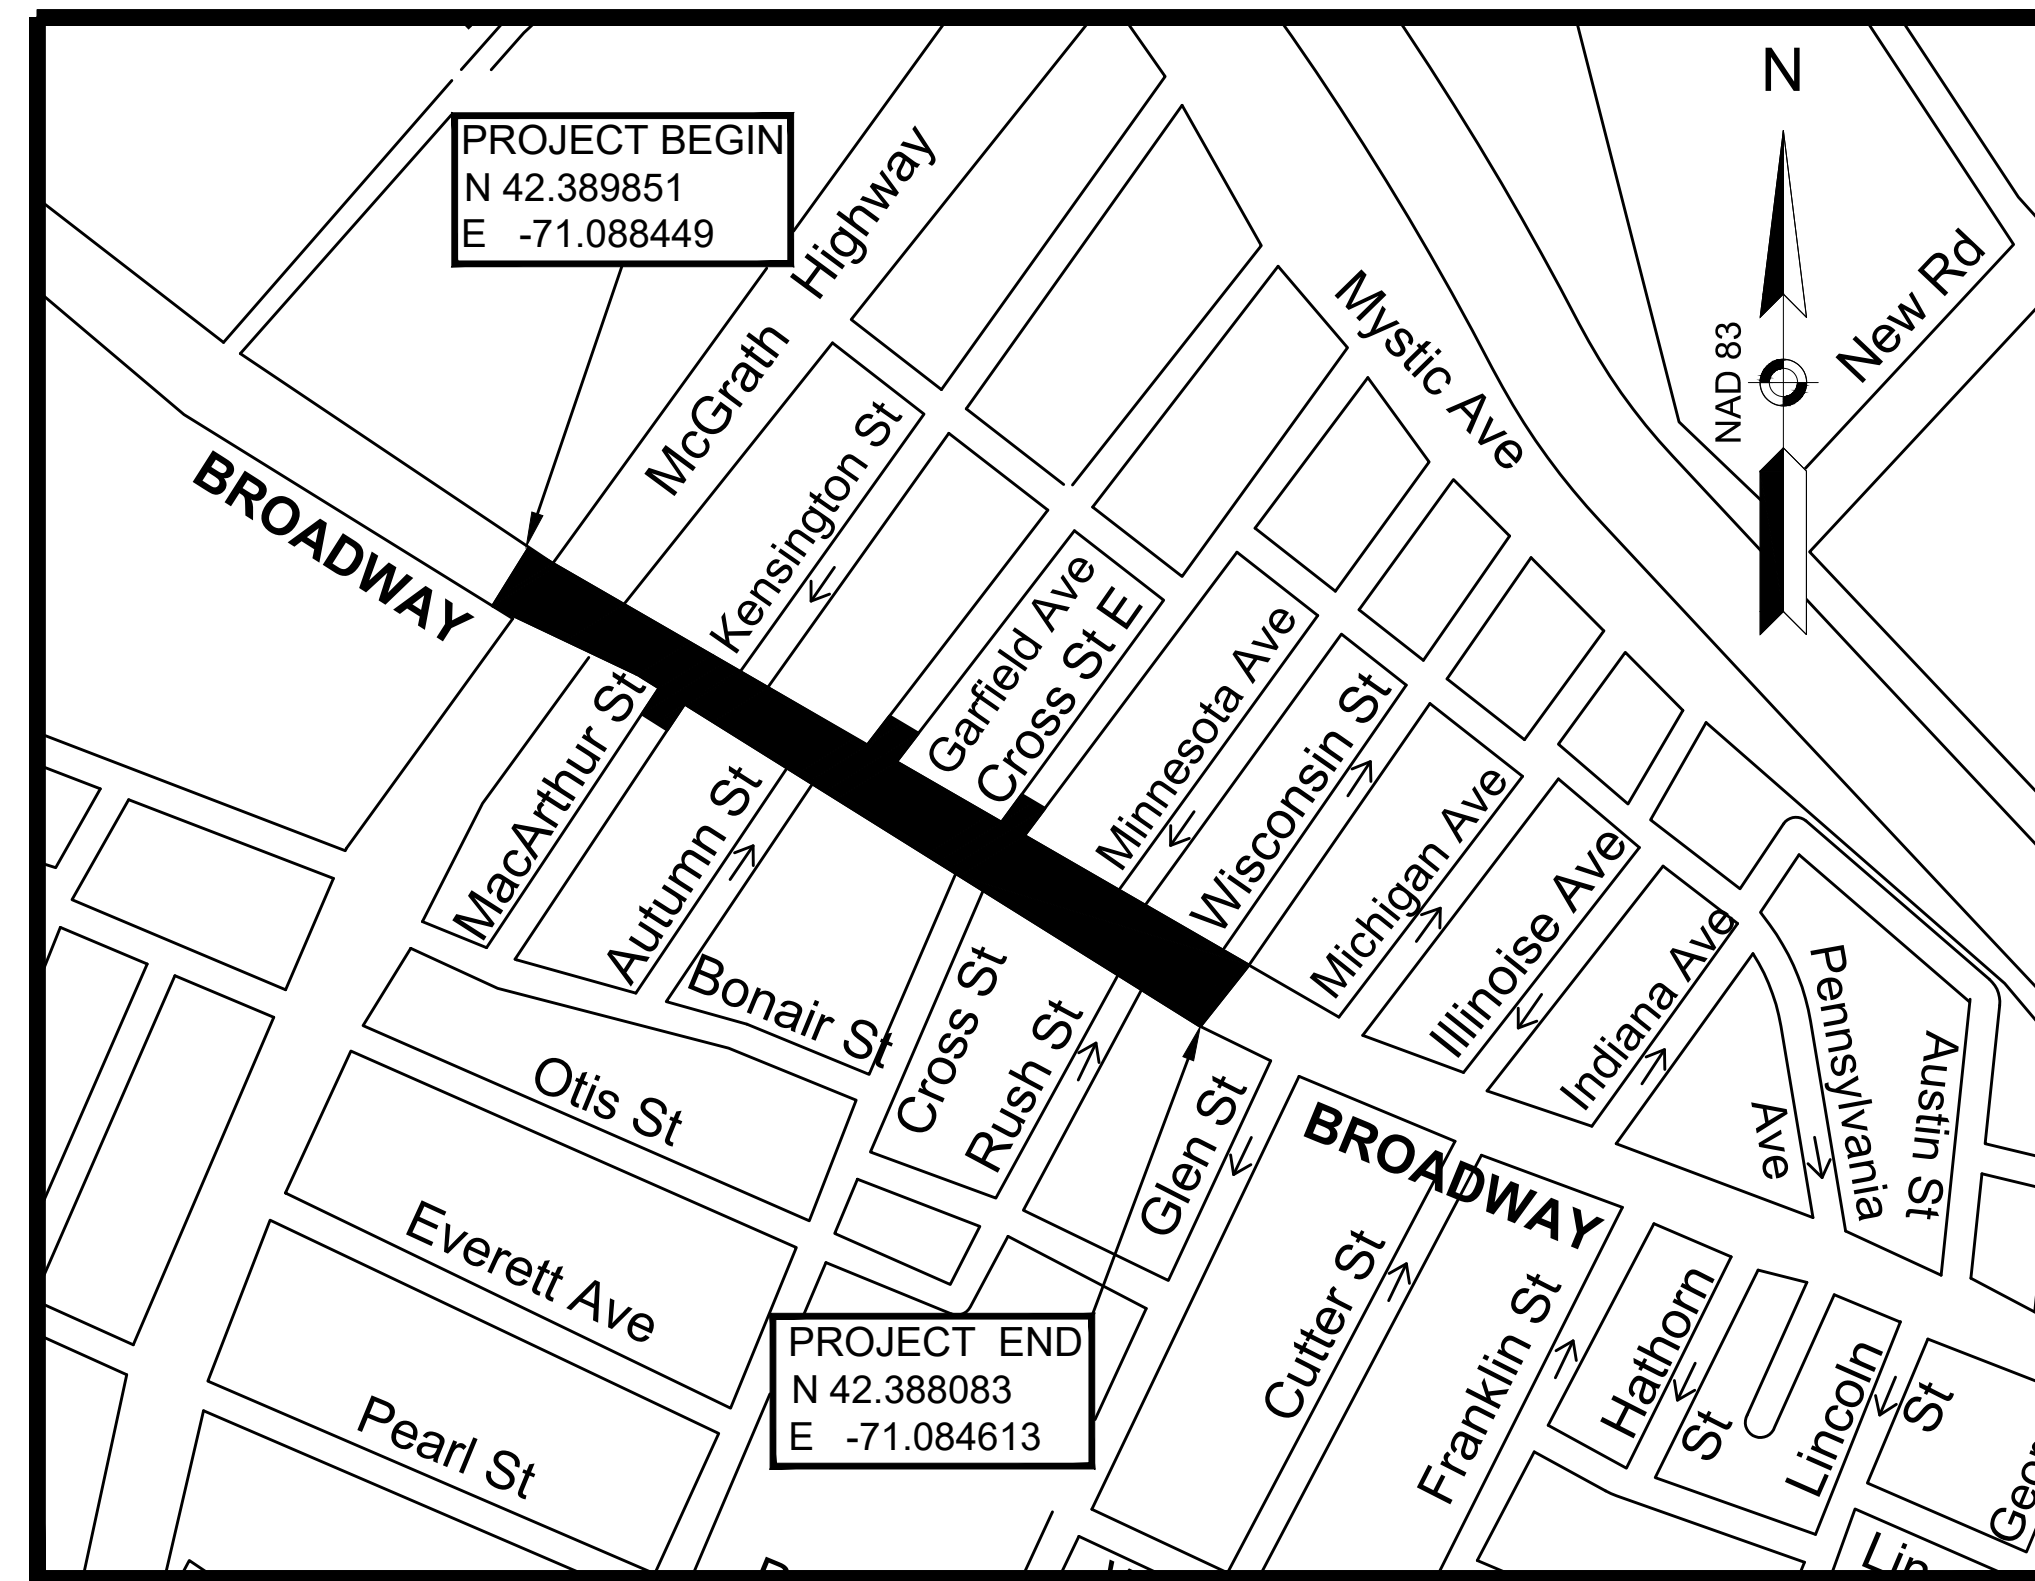 N
PROJECT BEGIN
N 42.389851
E -71.088449
McGrath Highway
New Rd
NAD 83
Mystic Ave
BROADWAY
Kensington St
Garfield Ave
Cross St E
Minnesota Ave
Wisconsin St
MacArthur St
Autumn St
Michigan Ave
Illinoise Ave
Indiana Ave
Pennsylvania
Ave
Austin St
Bonair St
Cross St
Rush St
Otis St
Glen St
BROADWAY
Everett Ave
Cutter St
Franklin St
Hathorn
St
Lincoln
St
PROJECT END
N 42.388083
E -71.084613
Pearl St